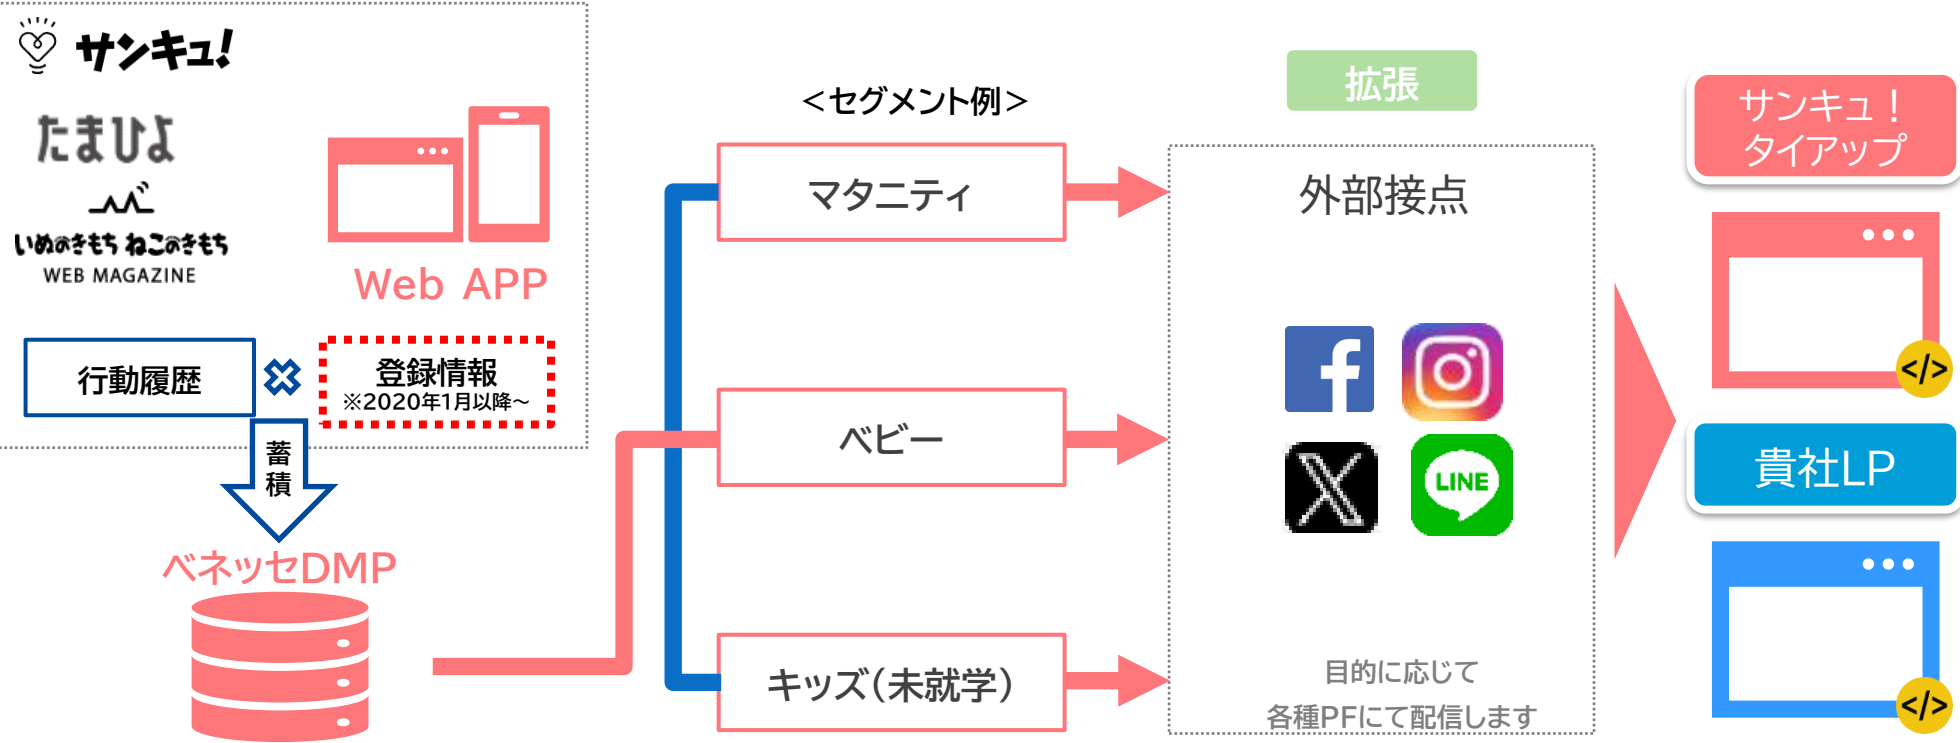 サンキュ!
たまひよ
いぬのきもち ねこのきもち
WEB MAGAZINE
Web APP
行動履歴
登録情報
※2020年1月以降~
蓄
積
ベネッセDMP
<セグメント例>
マタニティ
ベビー
キッズ(未就学)
拡張
外部接点
LINE
目的に応じて
各種PFにて配信します
サンキュ!
タイアップ
</>
貴社LP
</>